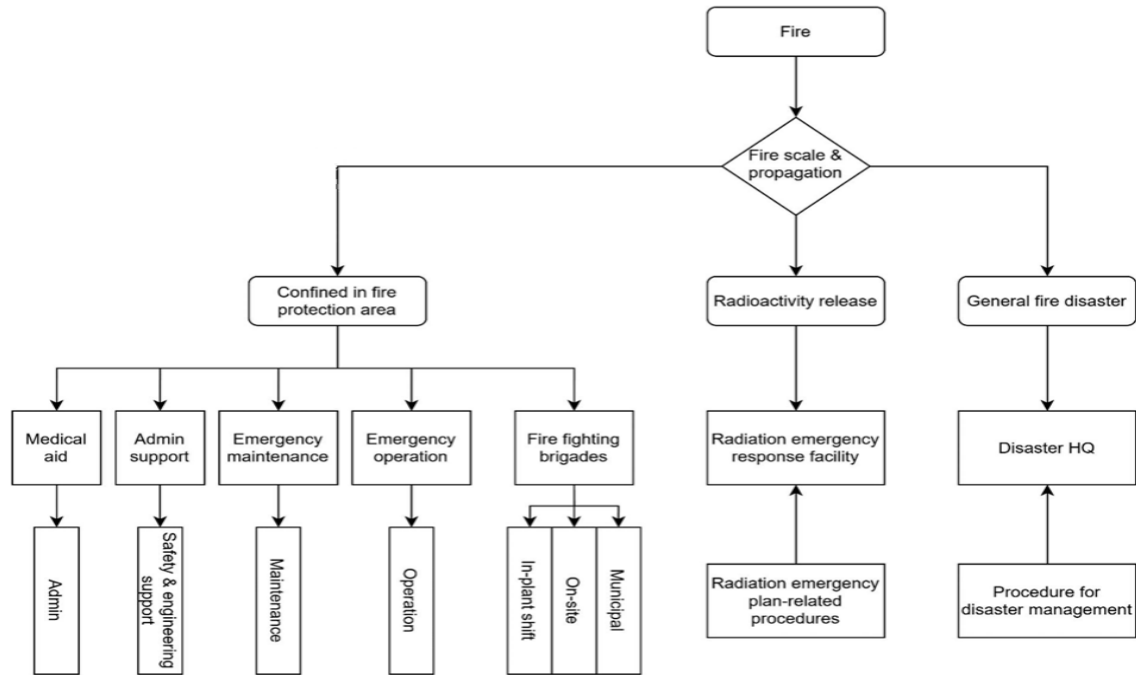 Fire
Fire scale &
propagation
Confined in fire
protection area
Radioactivity release
General fire disaster
Medical
aid
Admin
support
Emergency
maintenance
Emergency
operation
Fire fighting
brigades
Radiation emergency
response facility
Disaster HQ
Admin
Safety & engineering
support
Maintenance
Operation
In-plant shift
On-site
Municipal
Radiation emergency
plan-related
procedures
Procedure for
disaster management